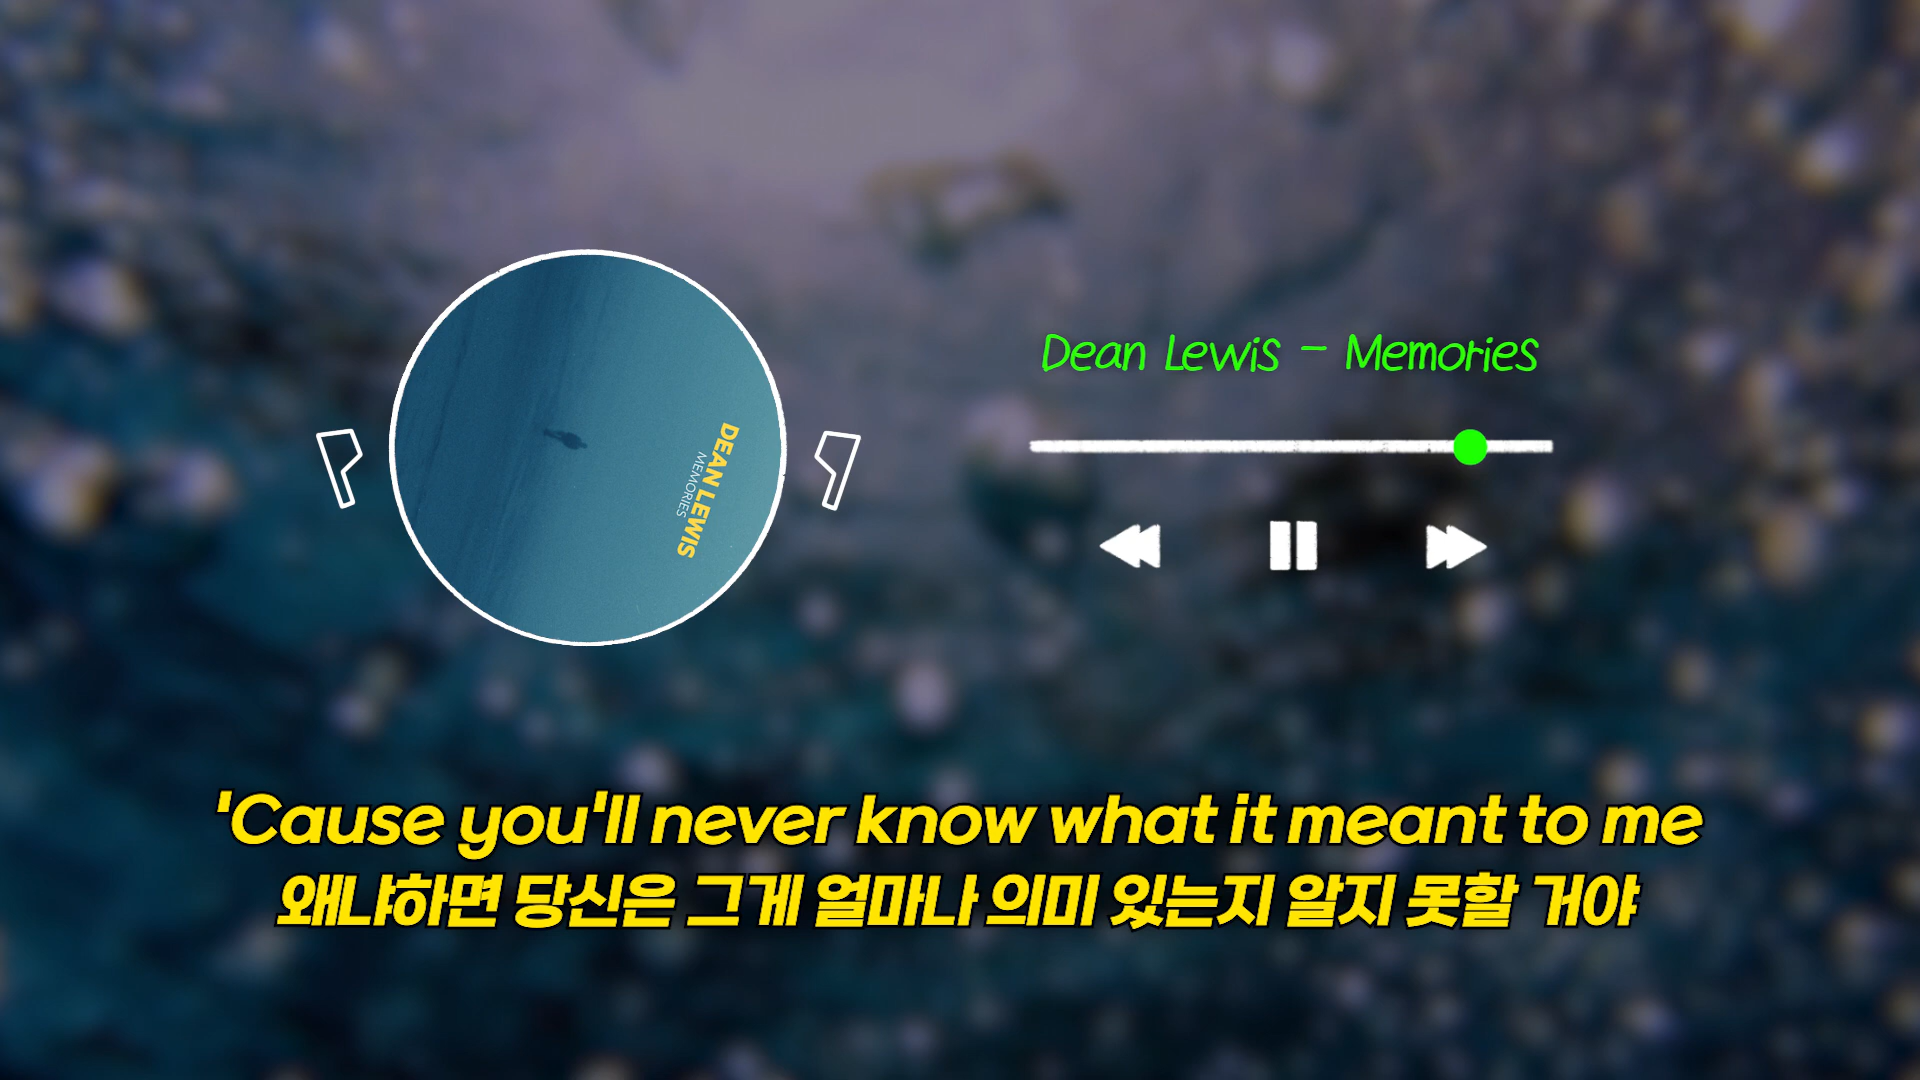 DEAN LEWIS
MEMORIES
Dean Lewis - Memories
'Cause you'll never know what it meant to me
왜냐하면 당신은 그게 얼마나 의미 있는지 알지 못할 거야